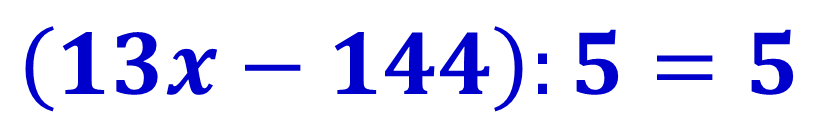 (13x − 144): 5 = 5